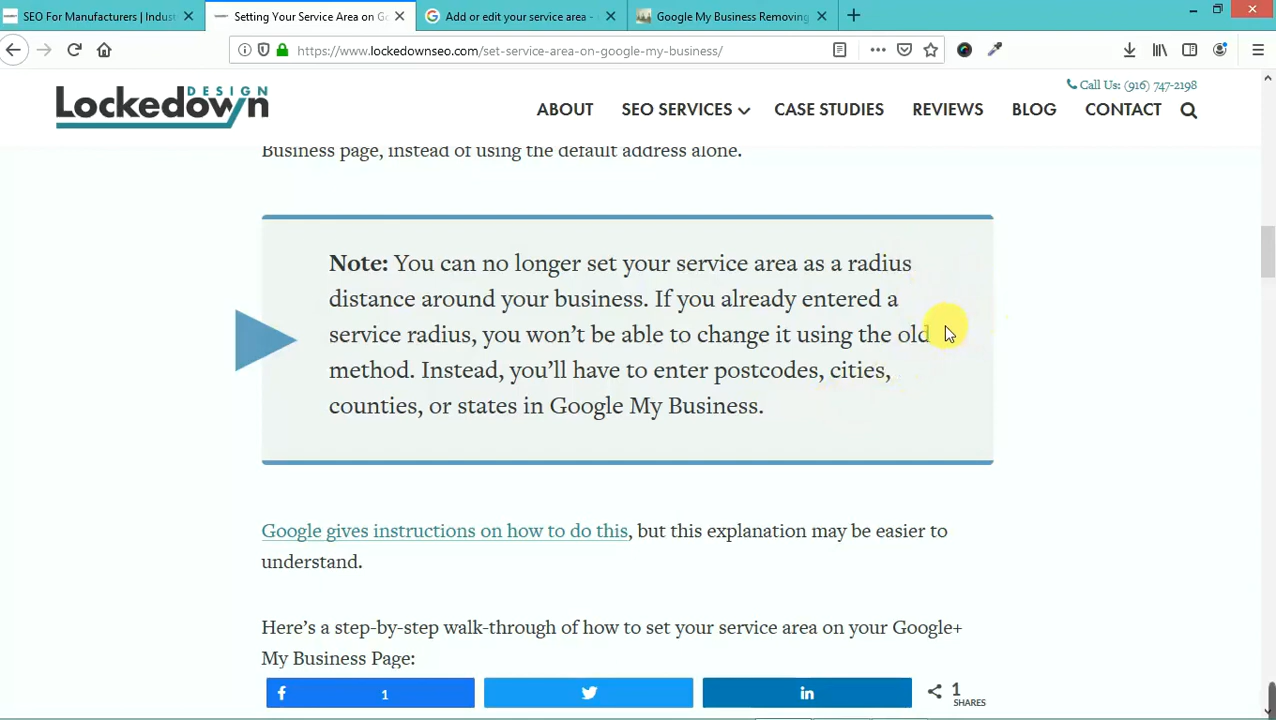 SEO For Manufacturers | Indust
Setting Your Service Area on Go
Add or edit your service area -
Google My Business Removing
https://www.lockedownseo.com/set-service-area-on-google-my-business/
Call Us: (916) 747-2198
Lockedown DESIGN
ABOUT SEO SERVICES CASE STUDIES REVIEWS BLOG CONTACT
Business page, instead of using the default address alone.
Note: You can no longer set your service area as a radius
distance around your business. If you already entered a
service radius, you won't be able to change it using the old
method. Instead, you'll have to enter postcodes, cities,
counties, or states in Google My Business.
Google gives instructions on how to do this, but this explanation may be easier to
understand.
Here's a step-by-step walk-through of how to set your service area on your Google+
My Business Page:
1
1
SHARES